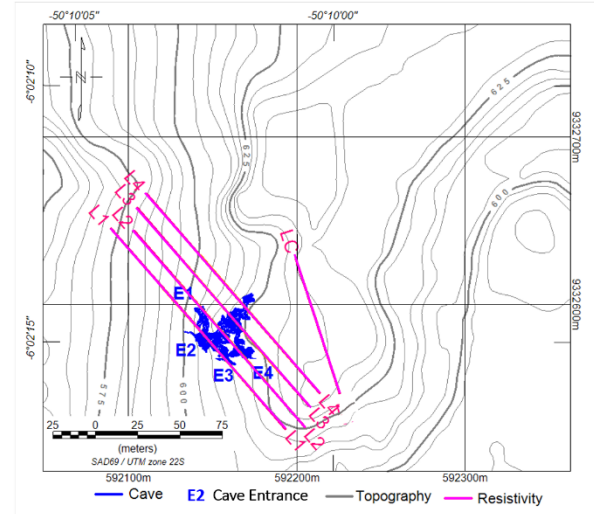 -50°10'05"
-50°10'00"
-6°02'10"
N
625
625
9332700m
600
L4
L3
L2
L1
LC
E1
9332600m
-6°02'15"
E2
E4
E3
575
600
25 0 25 50 75
(meters)
SAD69 / UTM zone 22S
L4
L3
L2
L1
592100m
592200m
592300m
Cave
E2 Cave Entrance
Topography
Resistivity